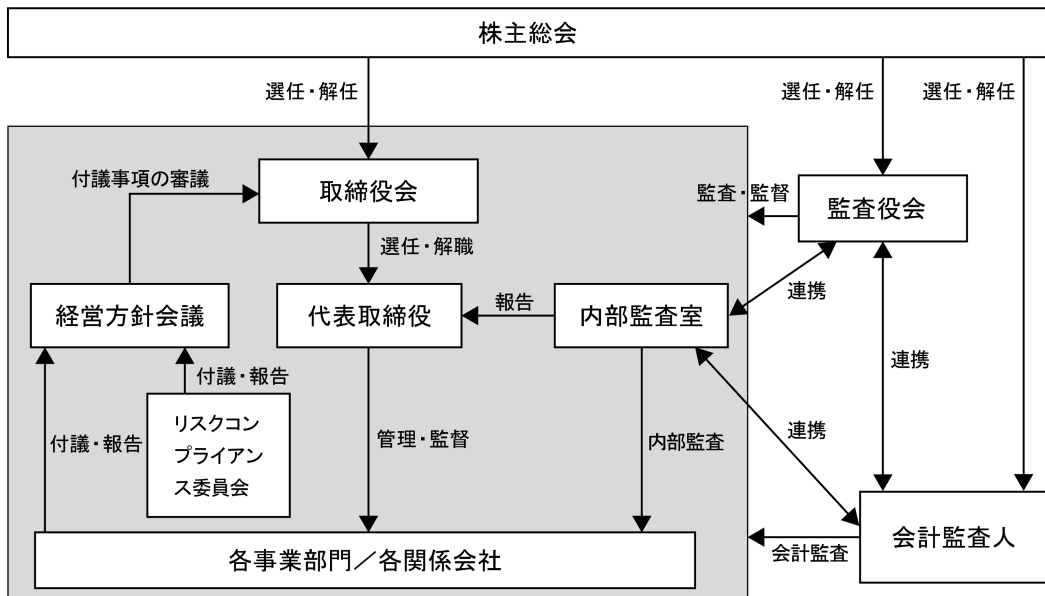 株主総会
選任・解任
選任・解任
選任・解任
付議事項の審議
取締役会
監査・監督
監査役会
選任・解職
連携
経営方針会議
代表取締役
報告
内部監査室
付議・報告
連携
リスクコン
プライアン
ス委員会
付議・報告
管理・監督
内部監査
連携
会計監査人
会計監査
各事業部門／各関係会社